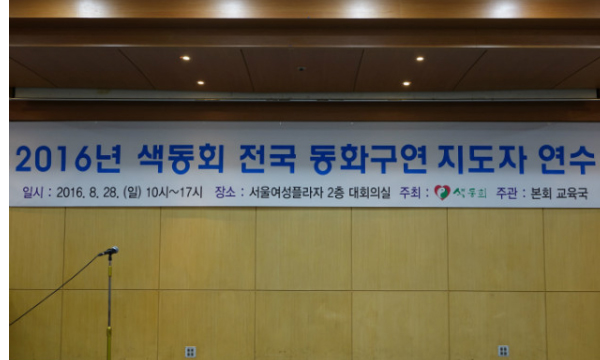 2016년 색동회 전국 동화구연 지도자 연수
일시 : 2016. 8. 28. (일) 10시~17시 장소 : 서울여성플라자 2층 대회의실 주최 : 색동회 주관 : 본회 교육국